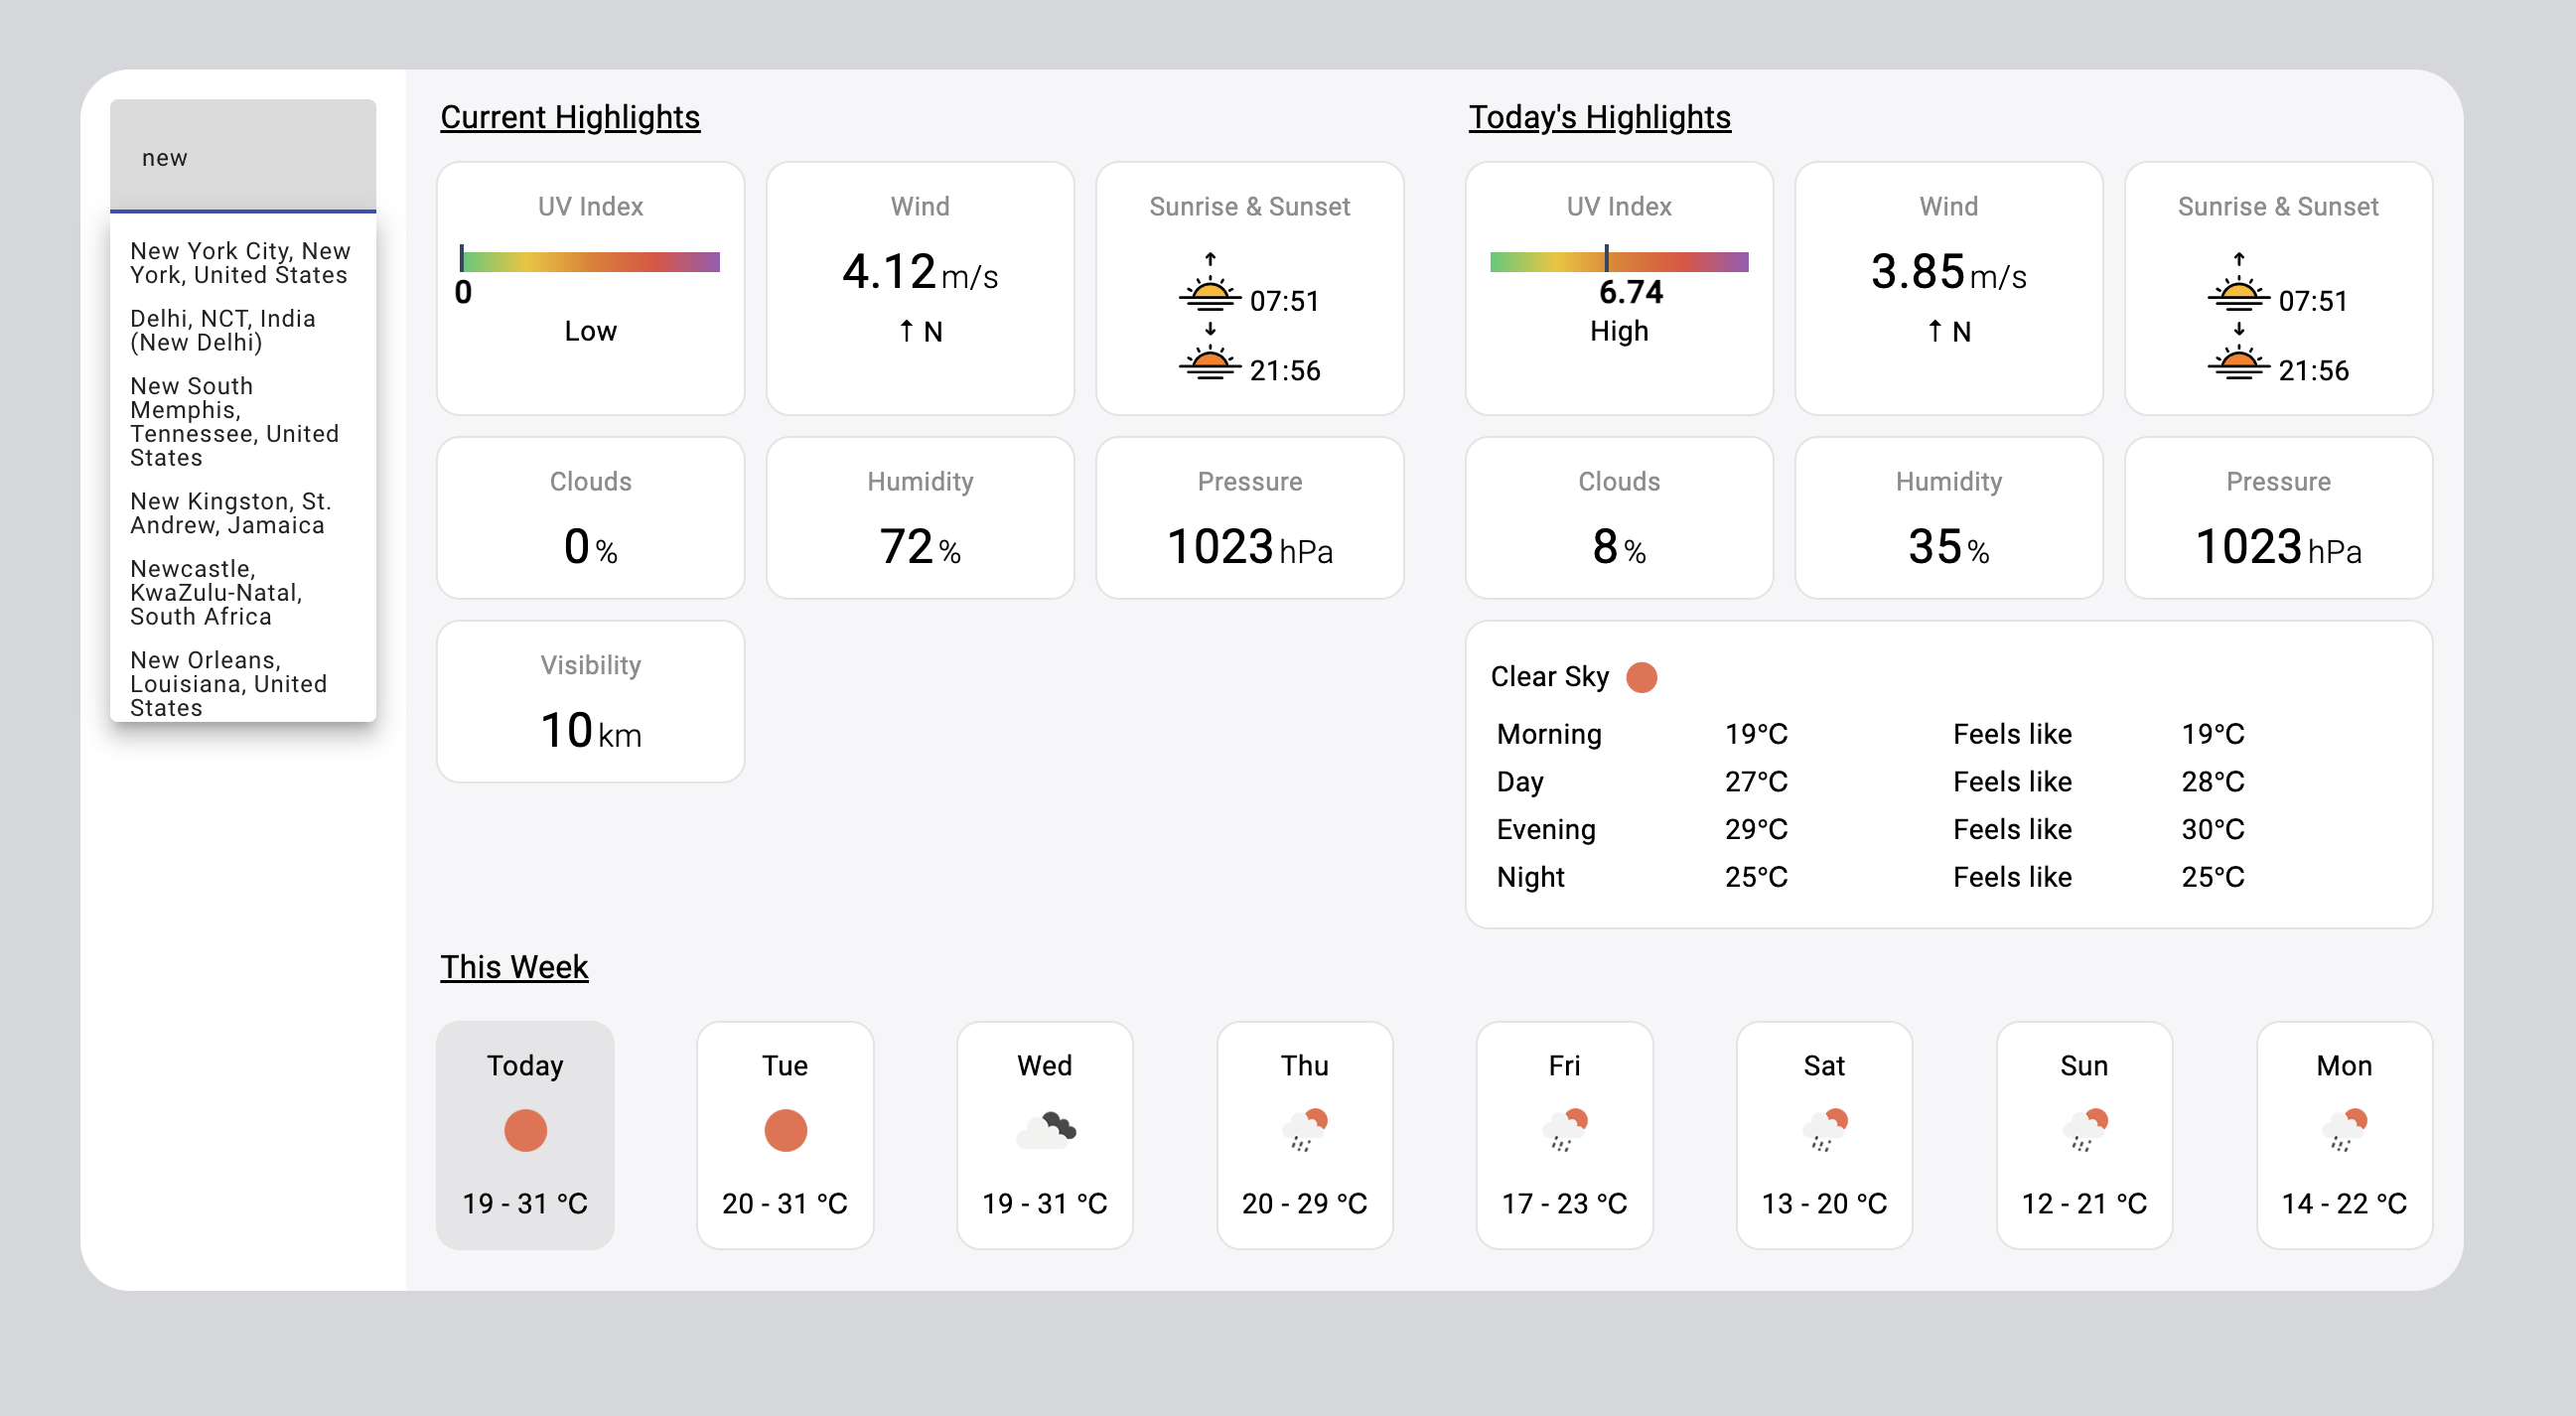 new
New York City, New
York, United States
Delhi, NCT, India
(New Delhi)
New South
Memphis,
Tennessee, United
States
New Kingston, St.
Andrew, Jamaica
Newcastle,
KwaZulu-Natal,
South Africa
New Orleans,
Louisiana, United
States
Current Highlights
UV Index
0
Low
Wind
4.12 m/s
↑ N
Sunrise & Sunset
07:51
21:56
Clouds
0 %
Humidity
72 %
Pressure
1023 hPa
Visibility
10 km
Today's Highlights
UV Index
6.74
High
Wind
3.85 m/s
↑ N
Sunrise & Sunset
07:51
21:56
Clouds
8 %
Humidity
35 %
Pressure
1023 hPa
Clear Sky
Morning 19°C Feels like 19°C
Day 27°C Feels like 28°C
Evening 29°C Feels like 30°C
Night 25°C Feels like 25°C
This Week
Today
19 - 31 °C
Tue
20 - 31 °C
Wed
19 - 31 °C
Thu
20 - 29 °C
Fri
17 - 23 °C
Sat
13 - 20 °C
Sun
12 - 21 °C
Mon
14 - 22 °C